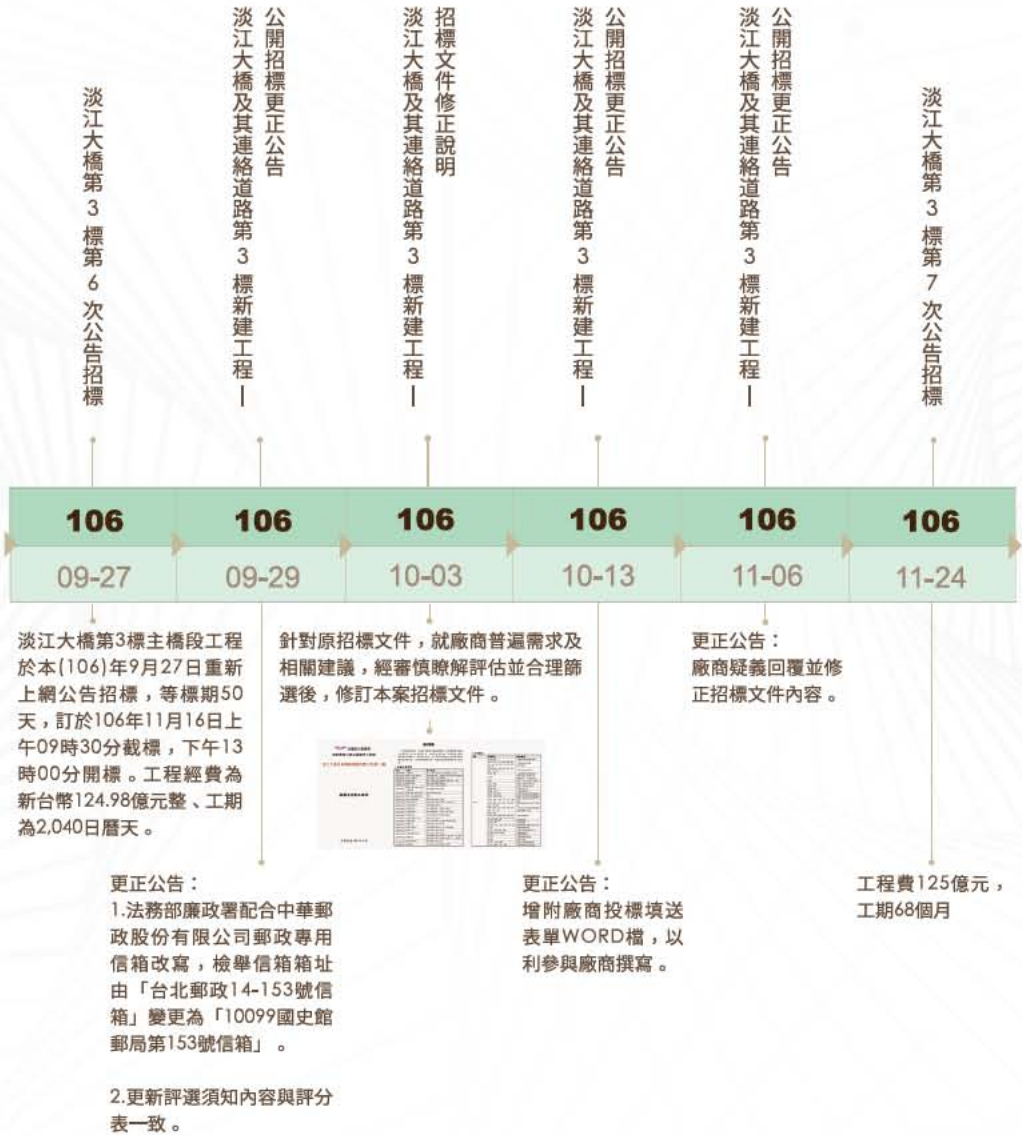 淡江大橋第3標第6次公告招標
淡江大橋及其連絡道路第3標新建工程—
公開招標更正公告
淡江大橋及其連絡道路第3標新建工程—
招標文件修正說明
淡江大橋及其連絡道路第3標新建工程—
公開招標更正公告
淡江大橋及其連絡道路第3標新建工程—
公開招標更正公告
淡江大橋第3標第7次公告招標
106
106
106
106
106
106
09-27
09-29
10-03
10-13
11-06
11-24
淡江大橋第3標主橋段工程
於本(106)年9月27日重新
上網公告招標，等標期50
天，訂於106年11月16日上
午09時30分截標，下午13
時00分開標。工程經費為
新台幣124.98億元整、工期
為2,040日曆天。
更正公告：
1.法務部廉政署配合中華郵
政股份有限公司郵政專用
信箱改寫，檢舉信箱箱址
由「台北郵政14-153號信
箱」變更為「10099國史館
郵局第153號信箱」。
2.更新評選須知內容與評分
表一致。
針對原招標文件，就廠商普遍需求及
相關建議，經審慎瞭解評估並合理篩
選後，修訂本案招標文件。
更正公告：
增附廠商投標填送
表單WORD檔，以
利參與廠商撰寫。
更正公告：
廠商疑義回覆並修
正招標文件內容。
工程費125億元，
工期68個月